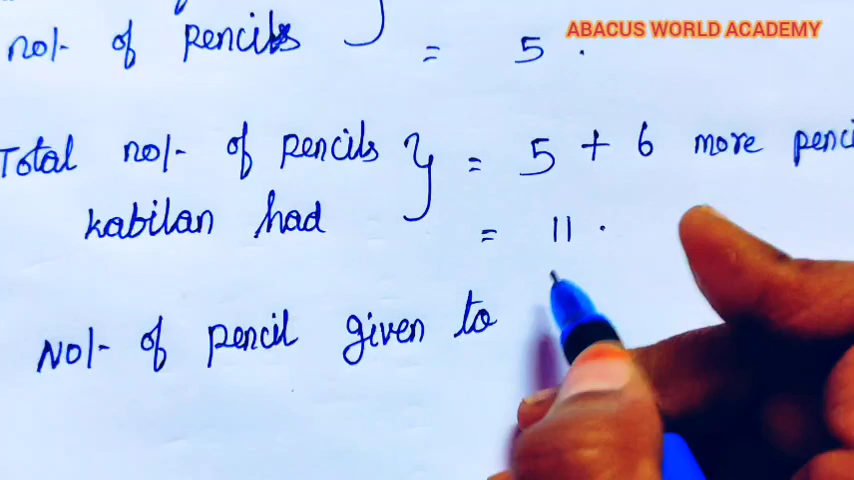 ABACUS WORLD ACADEMY
no/- of pencils } = 5 .
Total no/- of pencils } = 5 + 6 more penci
kabilan had = 11 .
No/- of pencil given to